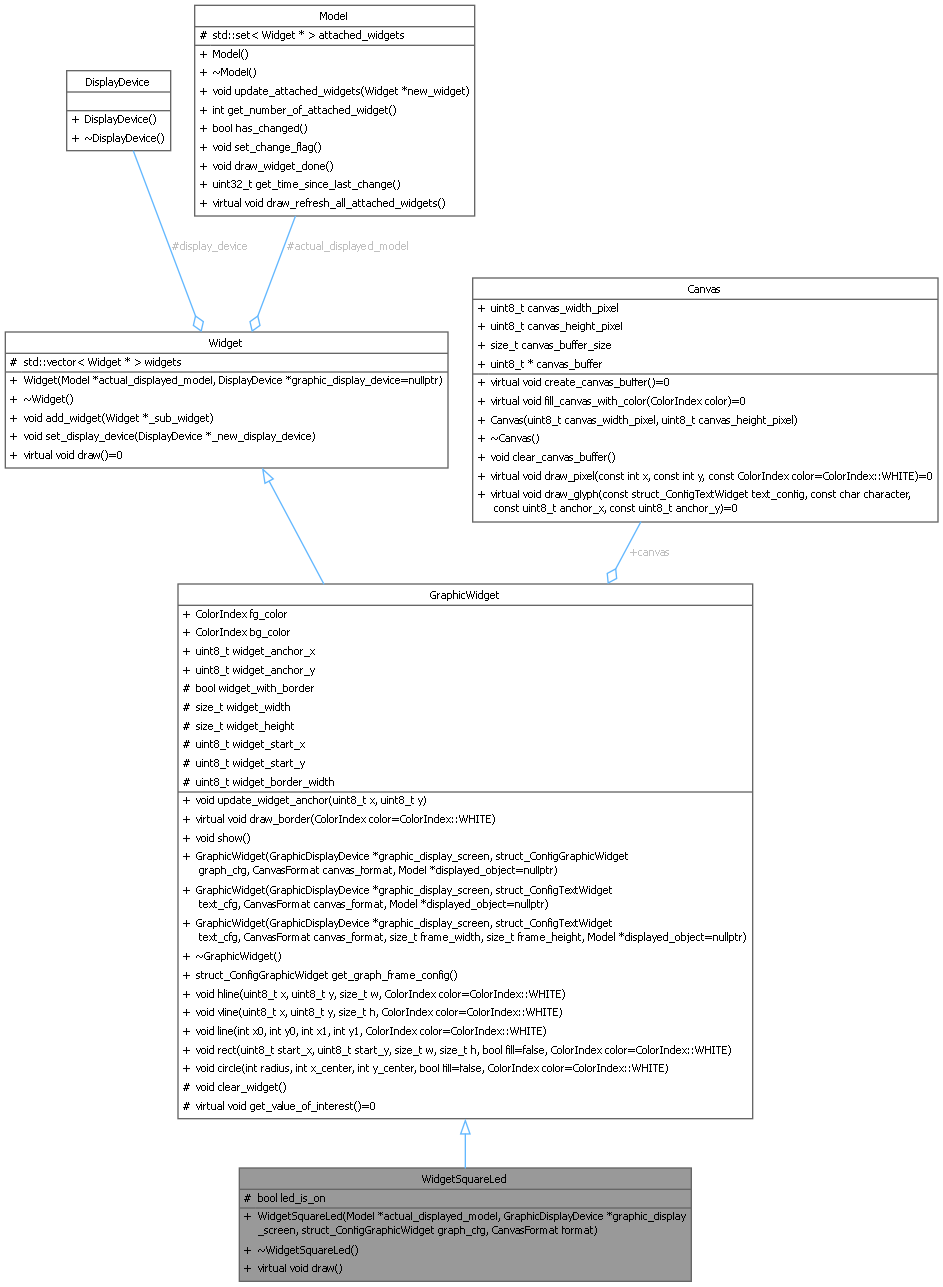 Model
# std::set< Widget * > attached_widgets
+ Model()
+ ~Model()
+ void update_attached_widgets(Widget *new_widget)
+ int get_number_of_attached_widget()
+ bool has_changed()
+ void set_change_flag()
+ void draw_widget_done()
+ uint32_t get_time_since_last_change()
+ virtual void draw_refresh_all_attached_widgets()
DisplayDevice
+ DisplayDevice()
+ ~DisplayDevice()
#display_device
#actual_displayed_model
Canvas
+ uint8_t canvas_width_pixel
+ uint8_t canvas_height_pixel
+ size_t canvas_buffer_size
+ uint8_t * canvas_buffer
+ virtual void create_canvas_buffer()=0
+ virtual void fill_canvas_with_color(ColorIndex color)=0
+ Canvas(uint8_t canvas_width_pixel, uint8_t canvas_height_pixel)
+ ~Canvas()
+ void clear_canvas_buffer()
+ virtual void draw_pixel(const int x, const int y, const ColorIndex color=ColorIndex::WHITE)=0
+ virtual void draw_glyph(const struct_ConfigTextWidget text_config, const char character,
const uint8_t anchor_x, const uint8_t anchor_y)=0
Widget
# std::vector< Widget * > widgets
+ Widget(Model *actual_displayed_model, DisplayDevice *graphic_display_device=nullptr)
+ ~Widget()
+ void add_widget(Widget *_sub_widget)
+ void set_display_device(DisplayDevice *_new_display_device)
+ virtual void draw()=0
+canvas
GraphicWidget
+ ColorIndex fg_color
+ ColorIndex bg_color
+ uint8_t widget_anchor_x
+ uint8_t widget_anchor_y
# bool widget_with_border
# size_t widget_width
# size_t widget_height
# uint8_t widget_start_x
# uint8_t widget_start_y
# uint8_t widget_border_width
+ void update_widget_anchor(uint8_t x, uint8_t y)
+ virtual void draw_border(ColorIndex color=ColorIndex::WHITE)
+ void show()
+ GraphicWidget(GraphicDisplayDevice *graphic_display_screen, struct_ConfigGraphicWidget
graph_cfg, CanvasFormat canvas_format, Model *displayed_object=nullptr)
+ GraphicWidget(GraphicDisplayDevice *graphic_display_screen, struct_ConfigTextWidget
text_cfg, CanvasFormat canvas_format, Model *displayed_object=nullptr)
+ GraphicWidget(GraphicDisplayDevice *graphic_display_screen, struct_ConfigTextWidget
text_cfg, CanvasFormat canvas_format, size_t frame_width, size_t frame_height, Model *displayed_object=nullptr)
+ ~GraphicWidget()
+ struct_ConfigGraphicWidget get_graph_frame_config()
+ void hline(uint8_t x, uint8_t y, size_t w, ColorIndex color=ColorIndex::WHITE)
+ void vline(uint8_t x, uint8_t y, size_t h, ColorIndex color=ColorIndex::WHITE)
+ void line(int x0, int y0, int x1, int y1, ColorIndex color=ColorIndex::WHITE)
+ void rect(uint8_t start_x, uint8_t start_y, size_t w, size_t h, bool fill=false, ColorIndex color=ColorIndex::WHITE)
+ void circle(int radius, int x_center, int y_center, bool fill=false, ColorIndex color=ColorIndex::WHITE)
# void clear_widget()
# virtual void get_value_of_interest()=0
WidgetSquareLed
# bool led_is_on
+ WidgetSquareLed(Model *actual_displayed_model, GraphicDisplayDevice *graphic_display
_screen, struct_ConfigGraphicWidget graph_cfg, CanvasFormat format)
+ ~WidgetSquareLed()
+ virtual void draw()